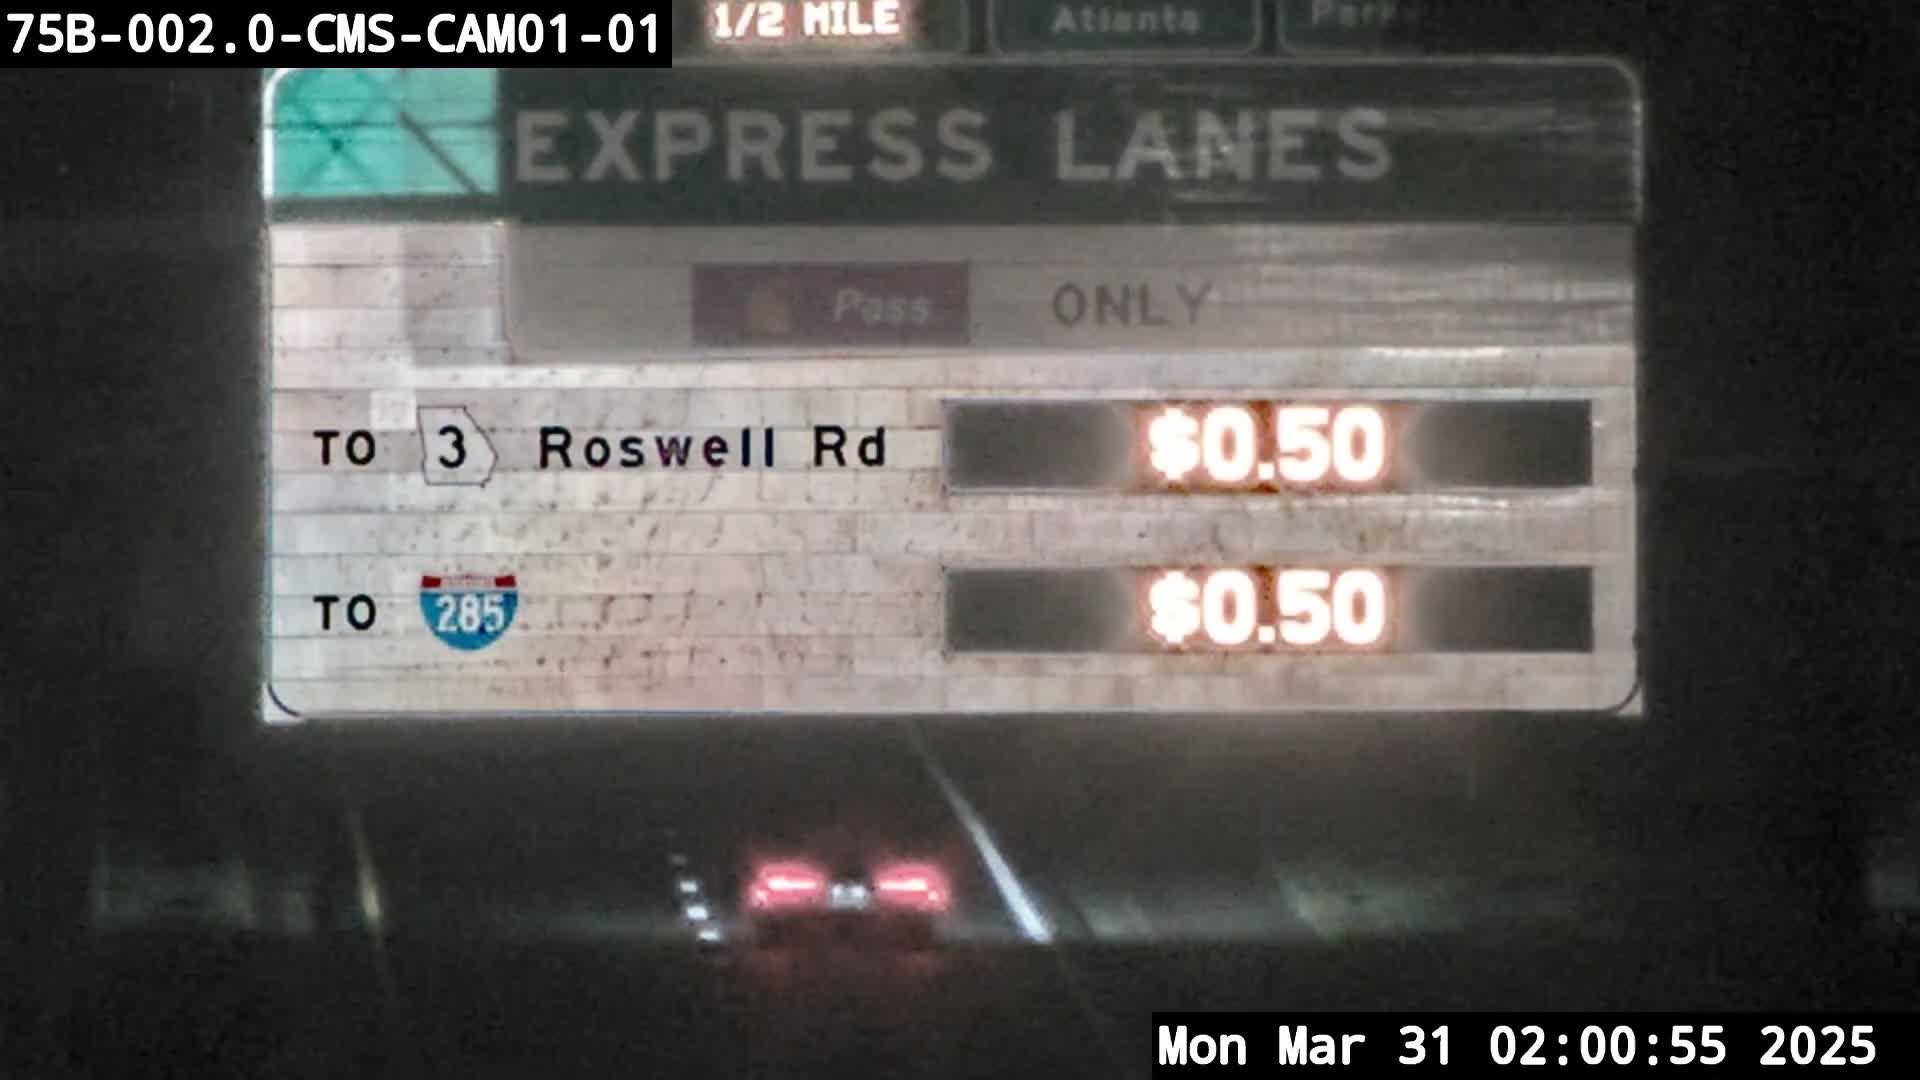 75B-002.0-CMS-CAM01-01
1/2 MILE
Atlanta
EXPRESS LANES
Pass ONLY
TO 3 Roswell Rd $0.50
TO 285 $0.50
Mon Mar 31 02:00:55 2025